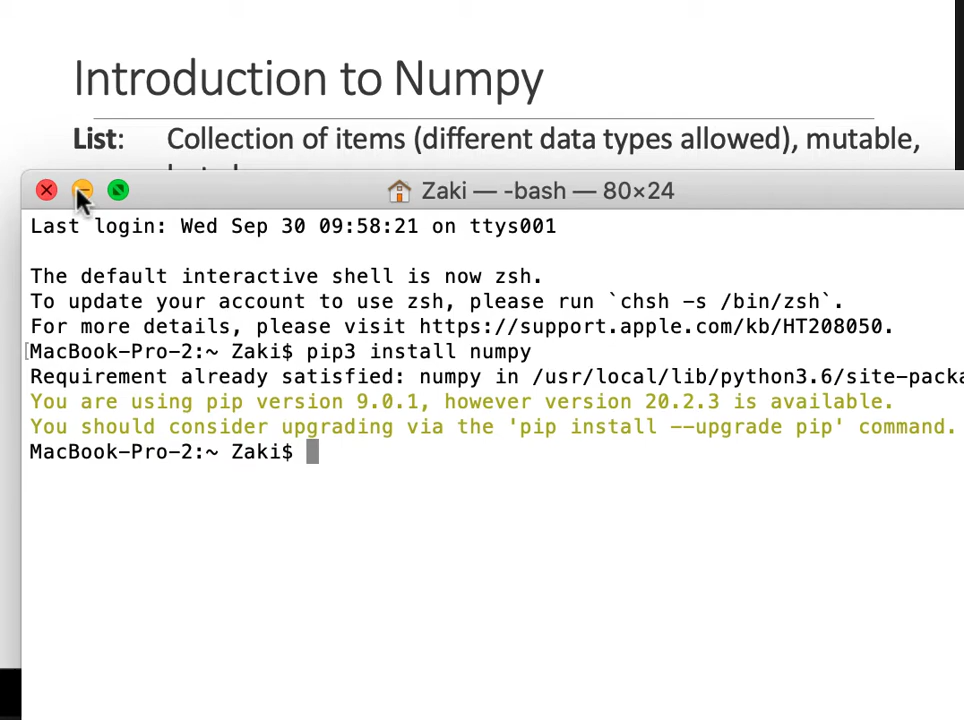 Introduction to Numpy
List: Collection of items (different data types allowed), mutable,
Zaki — -bash — 80×24
Last login: Wed Sep 30 09:58:21 on ttys001
The default interactive shell is now zsh.
To update your account to use zsh, please run `chsh -s /bin/zsh`.
For more details, please visit https://support.apple.com/kb/HT208050.
[MacBook-Pro-2:~ Zaki$ pip3 install numpy
Requirement already satisfied: numpy in /usr/local/lib/python3.6/site-packa
You are using pip version 9.0.1, however version 20.2.3 is available.
You should consider upgrading via the 'pip install --upgrade pip' command.
MacBook-Pro-2:~ Zaki$